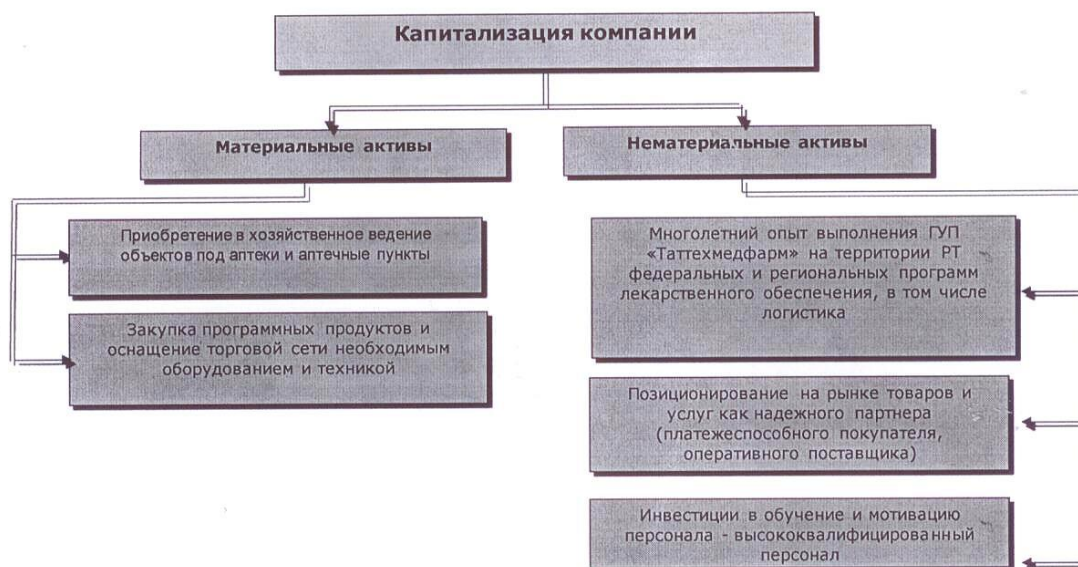 Капитализация компании
Материальные активы
Нематериальные активы
Приобретение в хозяйственное ведение
объектов под аптеки и аптечные пункты
Закупка программных продуктов и
оснащение торговой сети необходимым
оборудованием и техникой
Многолетний опыт выполнения ГУП
«Таттехмедфарм» на территории РТ
федеральных и региональных программ
лекарственного обеспечения, в том числе
логистика
Позиционирование на рынке товаров и
услуг как надежного партнера
(платежеспособного покупателя,
оперативного поставщика)
Инвестиции в обучение и мотивацию
персонала - высококвалифицированный
персонал